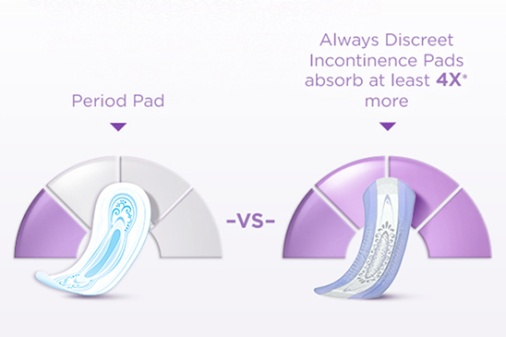 Period Pad
-VS-
Always Discreet
Incontinence Pads
absorb at least 4X*
more